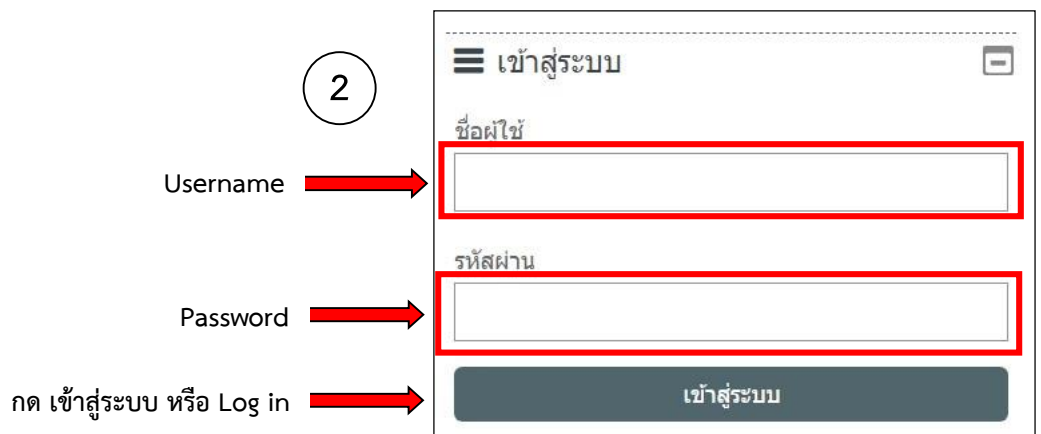 2
เข้าสู่ระบบ
ชื่อผู้ใช้
Username
รหัสผ่าน
Password
กด เข้าสู่ระบบ หรือ Log in
เข้าสู่ระบบ